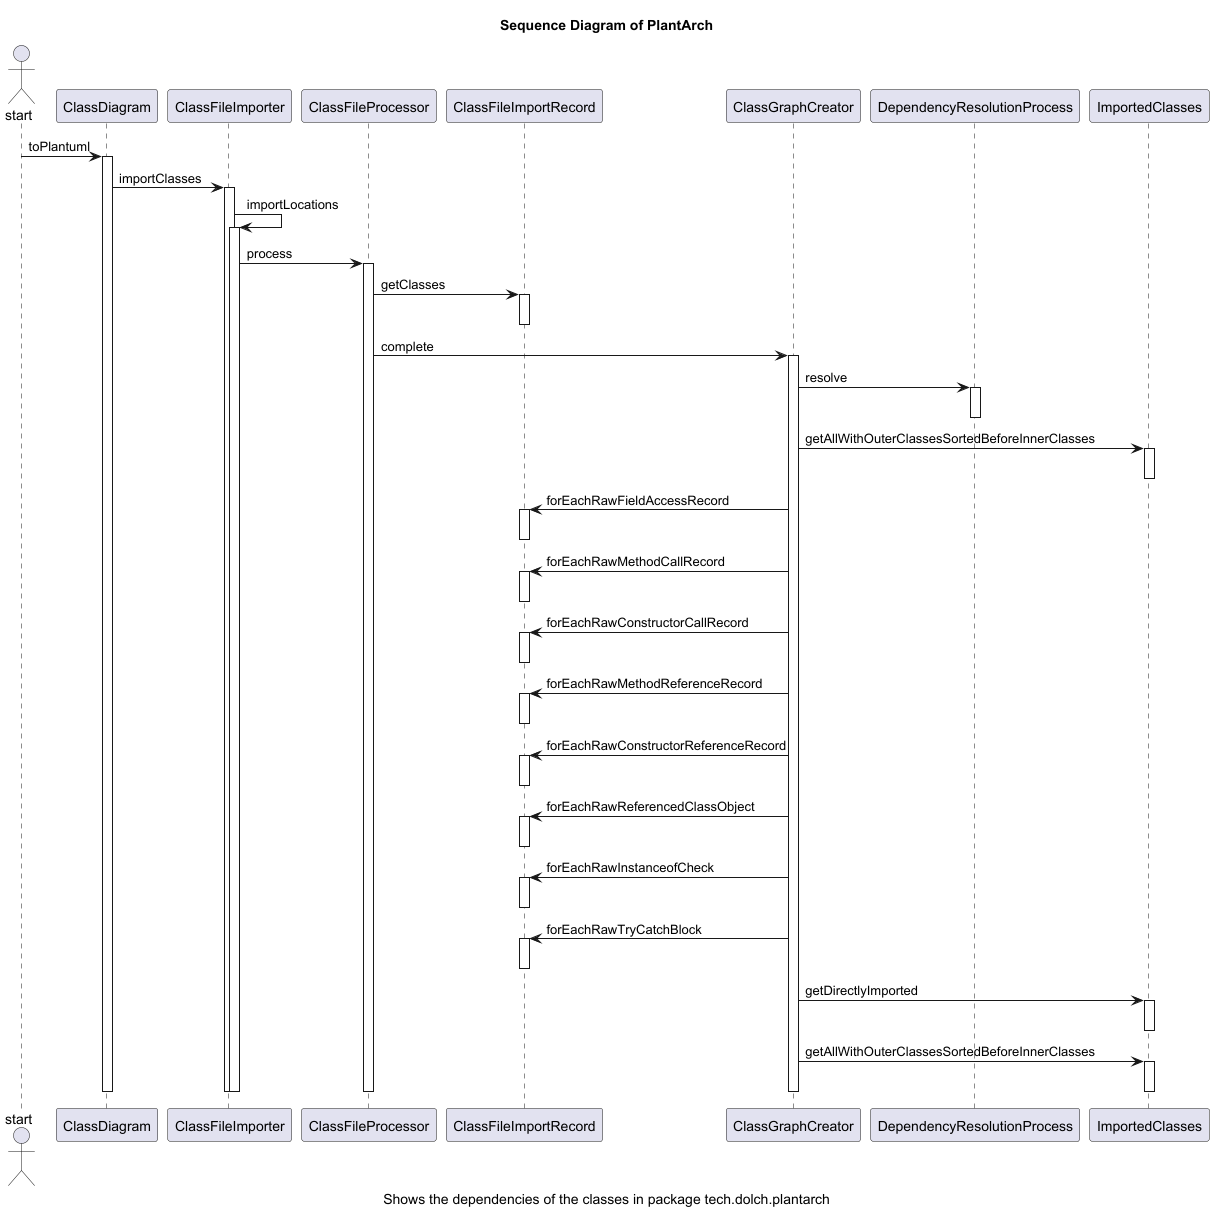 Sequence Diagram of PlantArch
start
ClassDiagram
ClassFileImporter
ClassFileProcessor
ClassFileImportRecord
ClassGraphCreator
DependencyResolutionProcess
ImportedClasses
toPlantuml
importClasses
importLocations
process
getClasses
complete
resolve
getAllWithOuterClassesSortedBeforeInnerClasses
forEachRawFieldAccessRecord
forEachRawMethodCallRecord
forEachRawConstructorCallRecord
forEachRawMethodReferenceRecord
forEachRawConstructorReferenceRecord
forEachRawReferencedClassObject
forEachRawInstanceofCheck
forEachRawTryCatchBlock
getDirectlyImported
getAllWithOuterClassesSortedBeforeInnerClasses
start
ClassDiagram
ClassFileImporter
ClassFileProcessor
ClassFileImportRecord
ClassGraphCreator
DependencyResolutionProcess
ImportedClasses
Shows the dependencies of the classes in package tech.dolch.plantarch